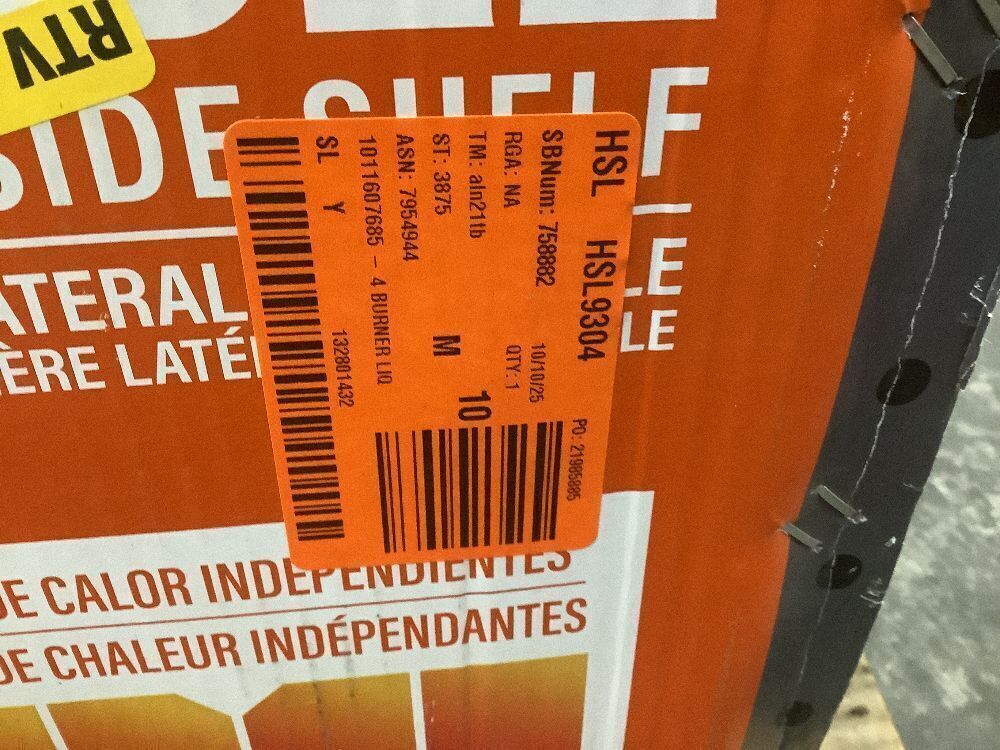 RTV
SIDE SHELF
ATERAL
LE
ÈRE LATÉ
LE
HSL HSL9304
SBNum: 758882 10/10/25 PO: 21985885
RGA: NA QTY: 1
TM: aln21tb 10
ST: 3875 M
ASN: 7954944
1011607685 - 4 BURNER LIQ
132801432
SL Y
DE CALOR INDEPENDIENTES
DE CHALEUR INDÉPENDANTES